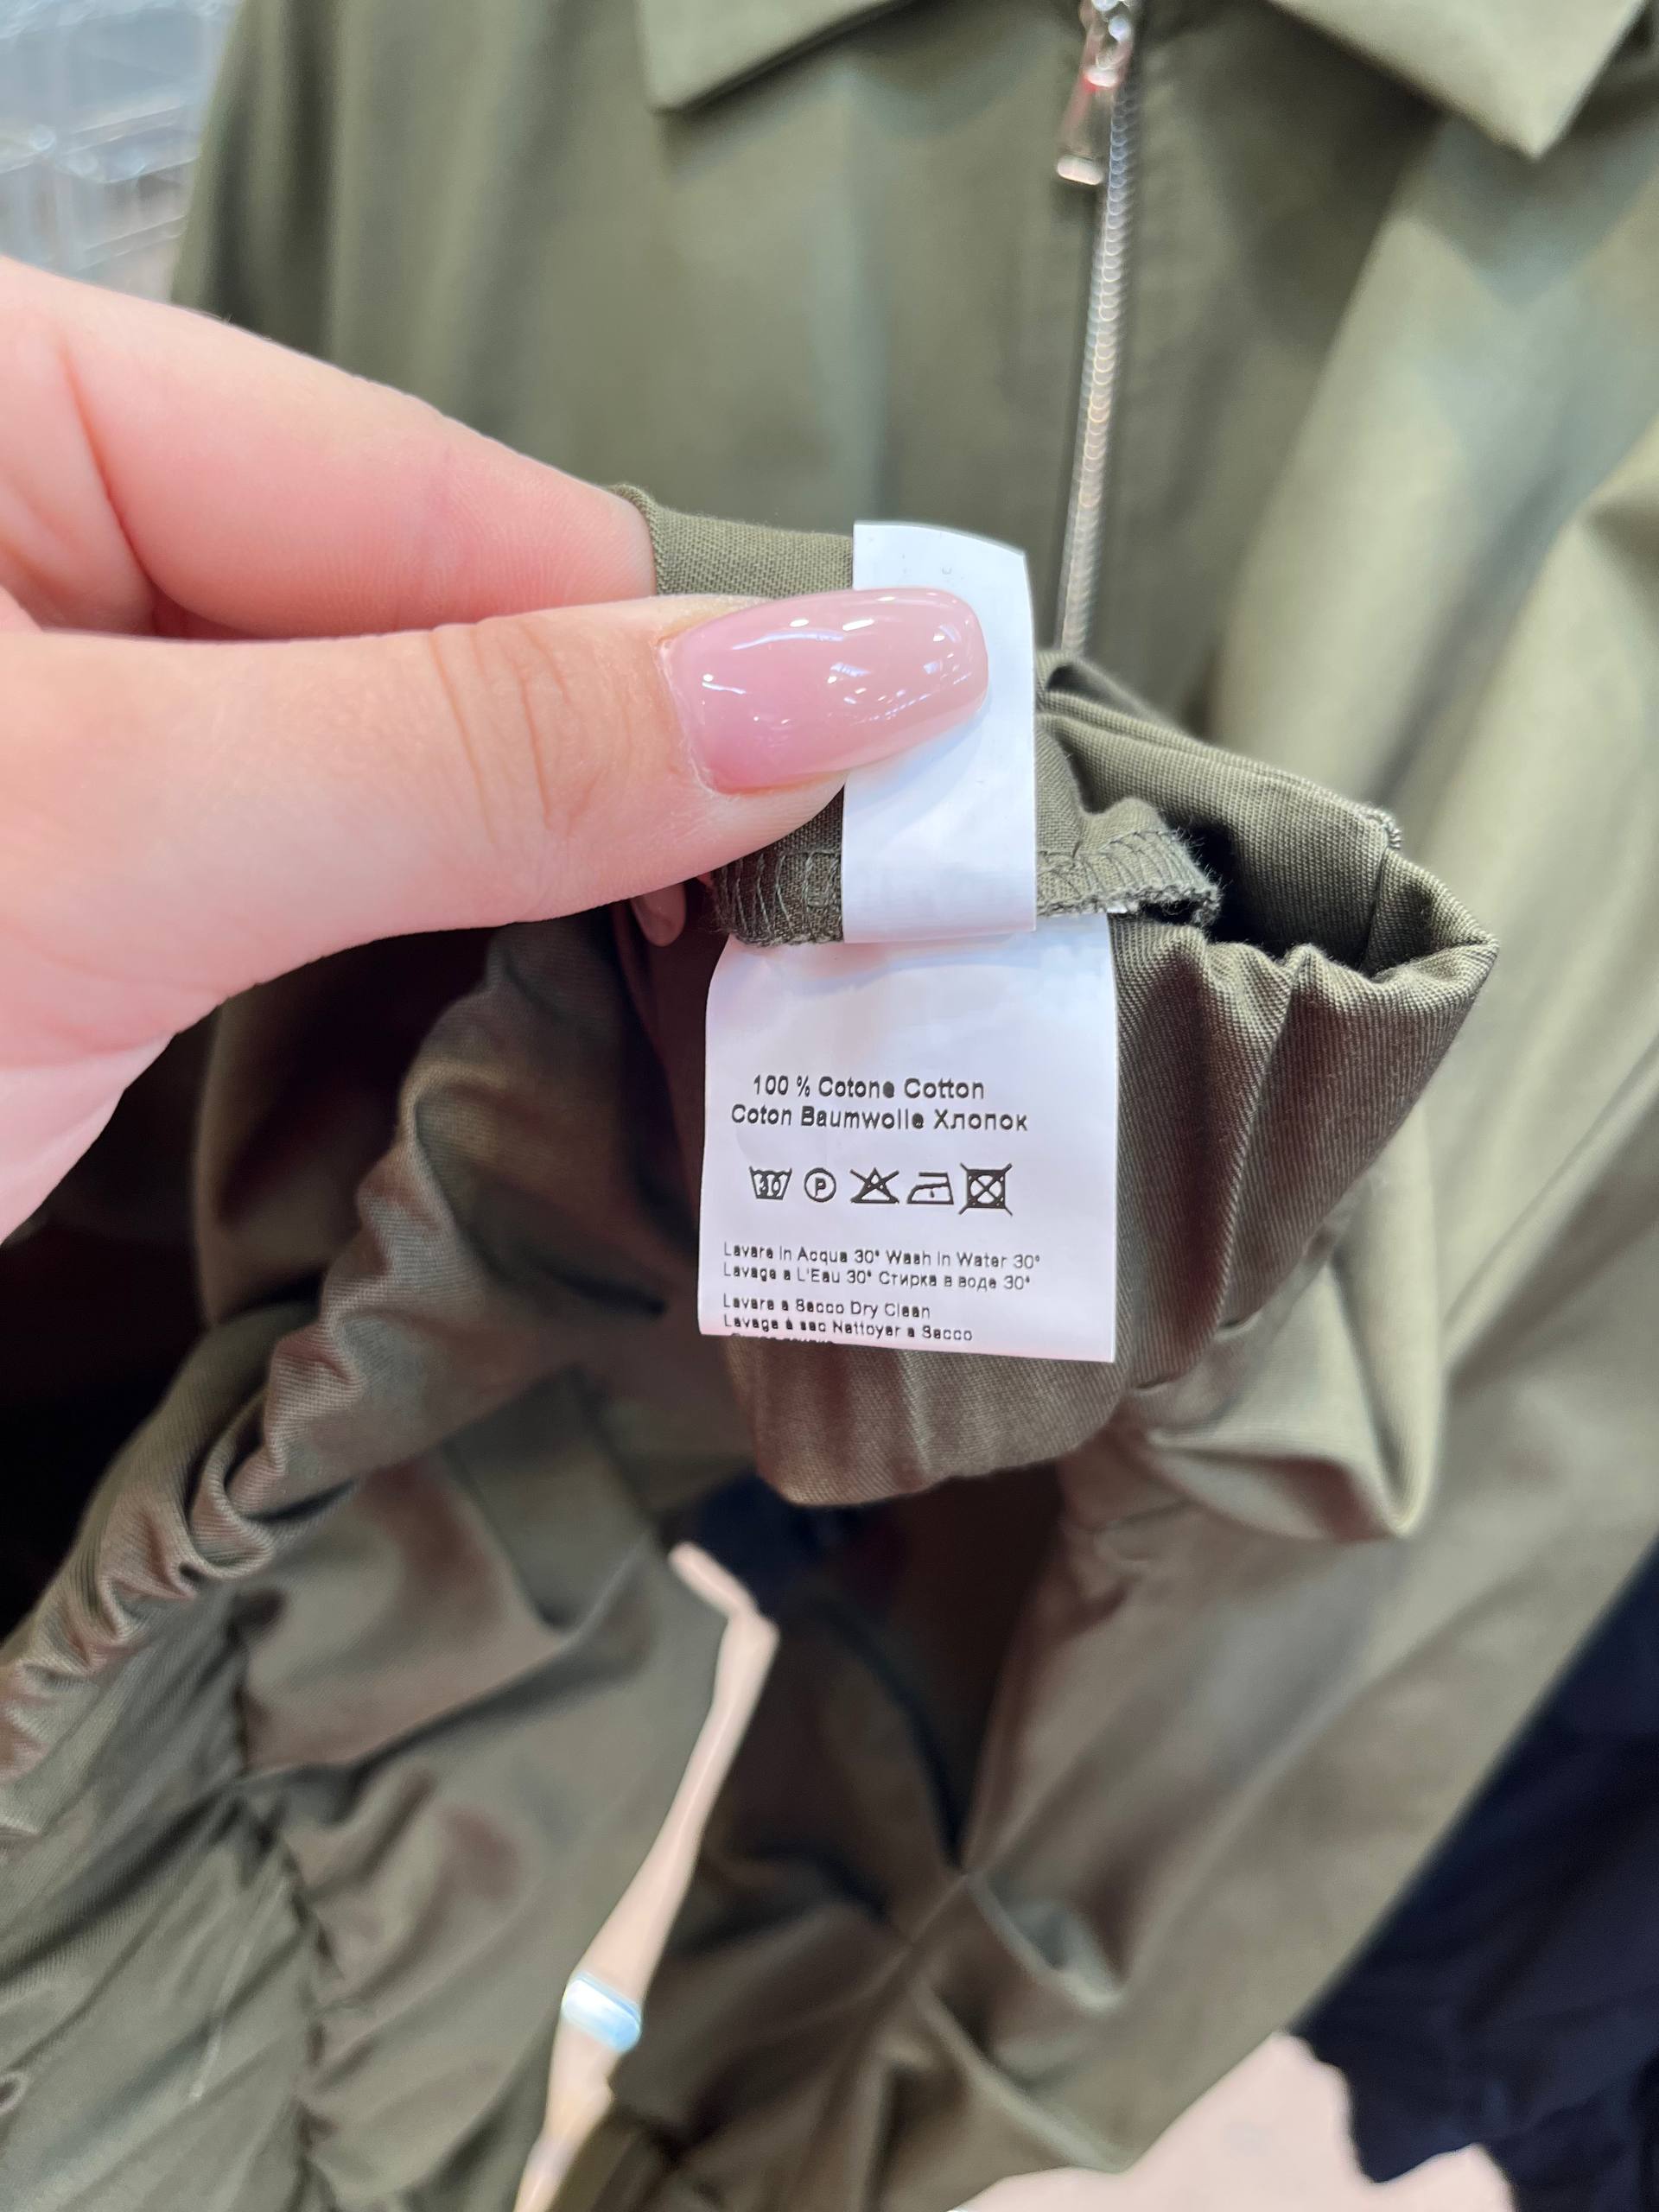 100 % Cotone Cotton
Coton Baumwolle Хлопок
30 P
Lavare in Acqua 30° Wash in Water 30°
Lavage a L'Eau 30° Стирка в воде 30°
Lavare a Secco Dry Clean
Lavage à sec Nettoyer a Secco